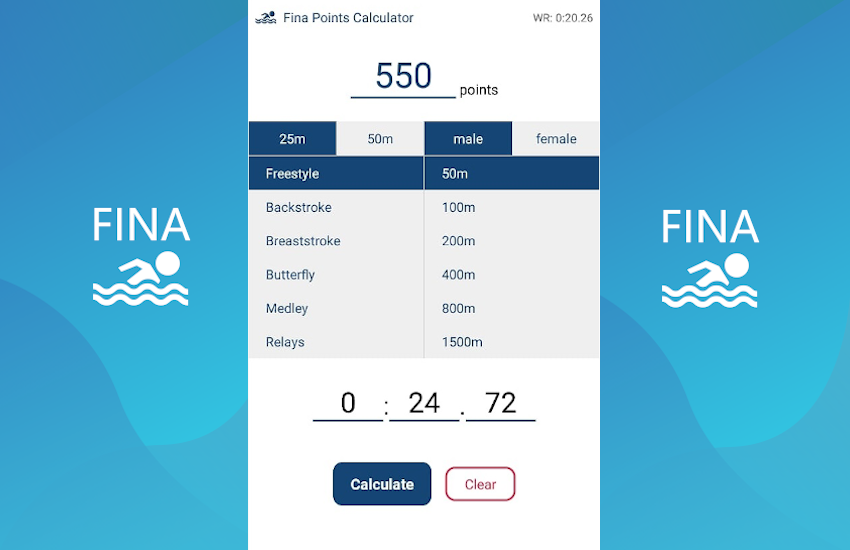 Fina Points Calculator WR: 0:20.26
550 points
25m 50m male female
Freestyle 50m
Backstroke 100m
Breaststroke 200m
Butterfly 400m
Medley 800m
Relays 1500m
0 : 24 . 72
Calculate Clear
FINA
FINA